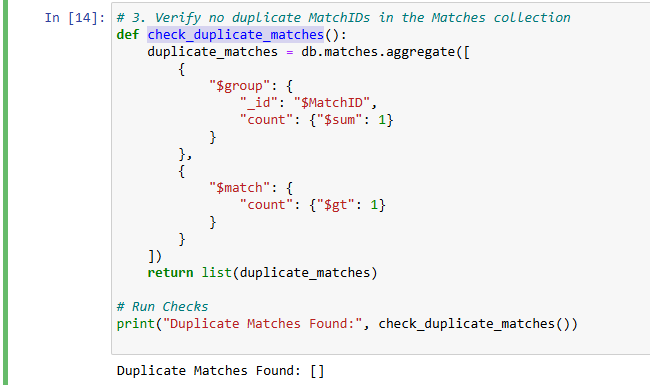 In [14]: # 3. Verify no duplicate MatchIDs in the Matches collection
def check_duplicate_matches():
    duplicate_matches = db.matches.aggregate([
        {
            "$group": {
                "_id": "$MatchID",
                "count": {"$sum": 1}
            }
        },
        {
            "$match": {
                "count": {"$gt": 1}
            }
        }
    ])
    return list(duplicate_matches)

# Run Checks
print("Duplicate Matches Found:", check_duplicate_matches())

Duplicate Matches Found: []